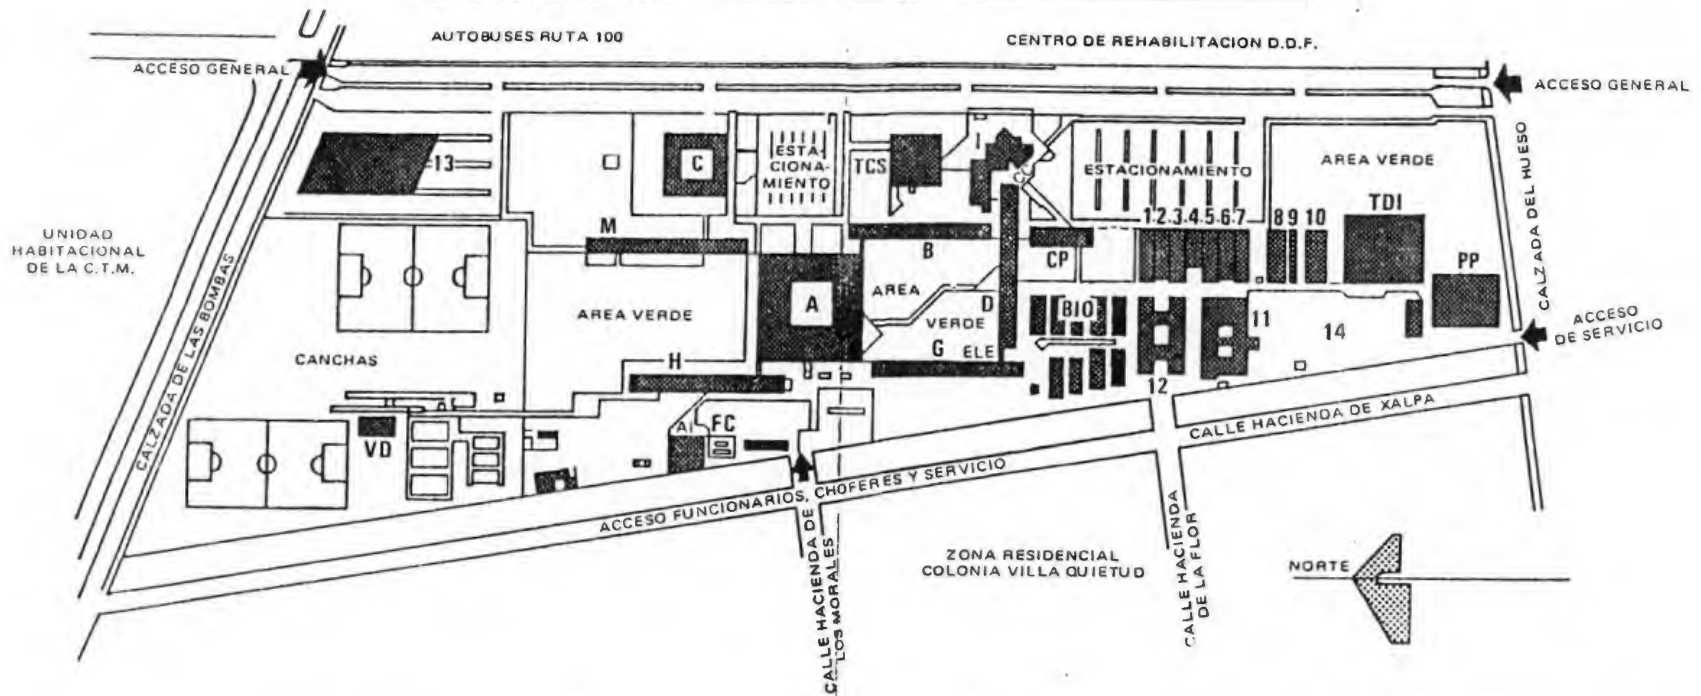 AUTOBUSES RUTA 100
CENTRO DE REHABILITACION D.D.F.
ACCESO GENERAL
ACCESO GENERAL
13
C
ESTA-
CIONA-
MIENTO
TCS
CC
ESTACIONAMIENTO
AREA VERDE
CALZADA DEL HUESO
UNIDAD
HABITACIONAL
DE LA C.T.M.
M
B
CP
1-2-3-4-5-6-7
8 9 10
TDI
PP
CALZADA DE LAS BOMBAS
AREA VERDE
A
AREA
VERDE
D
BIO
11
14
ACCESO
DE SERVICIO
CANCHAS
H
G
ELE
12
VD
AI
FC
CALLE HACIENDA DE XALPA
ACCESO FUNCIONARIOS, CHOFERES Y SERVICIO
CALLE HACIENDA DE
LOS MORALES
ZONA RESIDENCIAL
COLONIA VILLA QUIETUD
CALLE HACIENDA
DE LA FLOR
NORTE